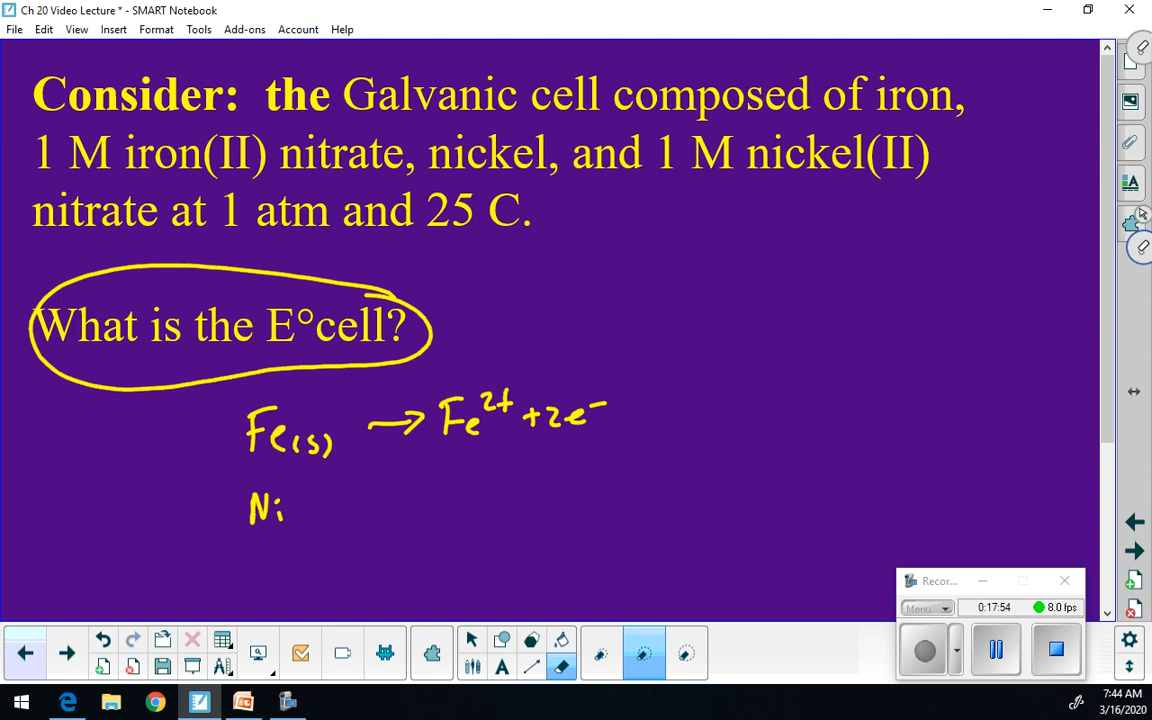 Ch 20 Video Lecture * - SMART Notebook
File Edit View Insert Format Tools Add-ons Account Help
Consider: the Galvanic cell composed of iron,
1 M iron(II) nitrate, nickel, and 1 M nickel(II)
nitrate at 1 atm and 25 C.
What is the E°cell?
Fe(s) → Fe²⁺ + 2e⁻
Ni
Recor...
Menu 0:17:54 8.0 fps
7:44 AM
3/16/2020